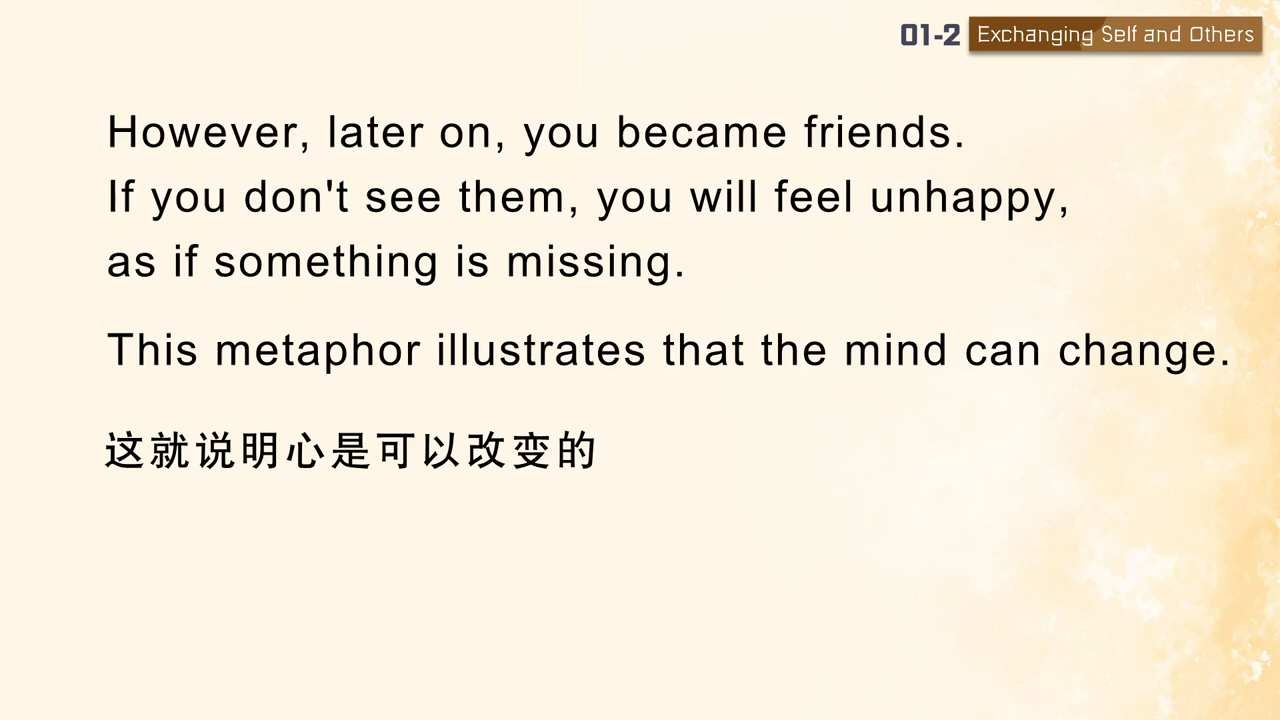 01-2 Exchanging Self and Others
However, later on, you became friends.
If you don't see them, you will feel unhappy,
as if something is missing.
This metaphor illustrates that the mind can change.
这就说明心是可以改变的